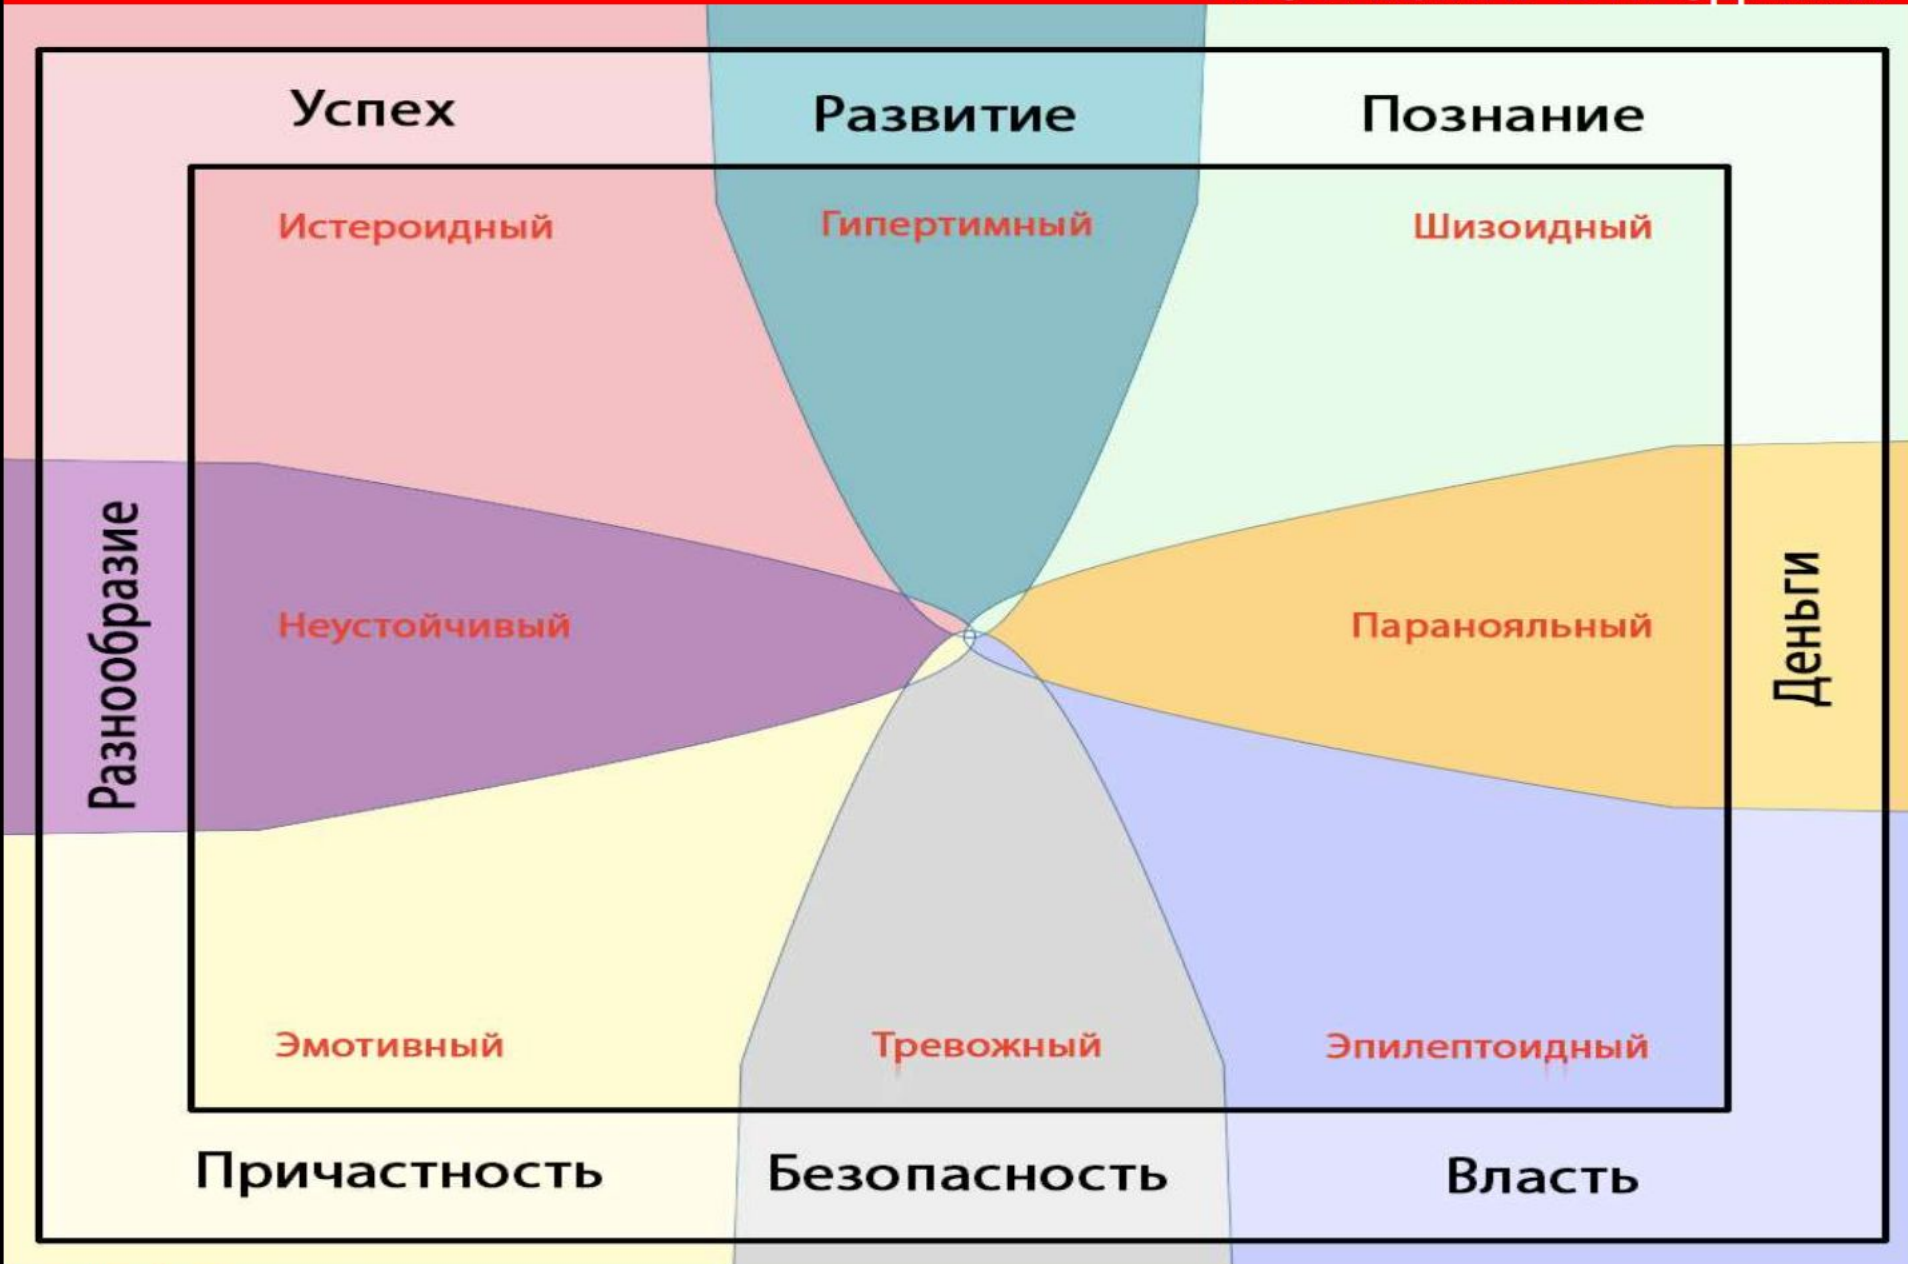 Успех
Развитие
Познание
Истероидный
Гипертимный
Шизоидный
Разнообразие
Неустойчивый
Паранояльный
Деньги
Эмотивный
Тревожный
Эпилептоидный
Причастность
Безопасность
Власть